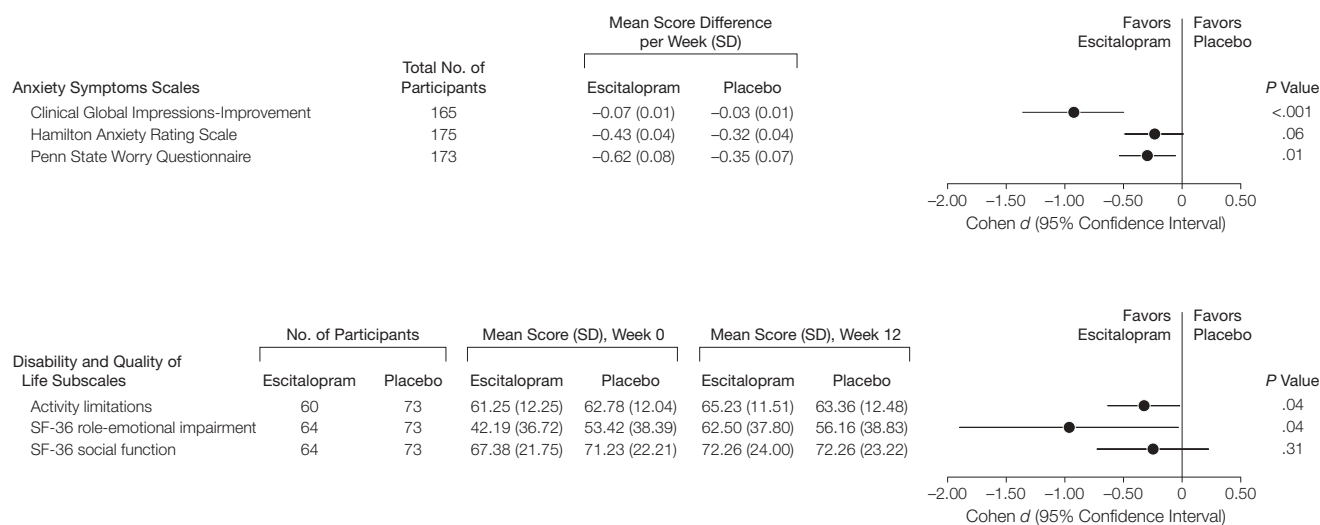 Mean Score Difference
per Week (SD)
Favors
Escitalopram
Favors
Placebo
Anxiety Symptoms Scales
Total No. of
Participants
Escitalopram Placebo P Value
Clinical Global Impressions-Improvement 165 –0.07 (0.01) –0.03 (0.01) <.001
Hamilton Anxiety Rating Scale 175 –0.43 (0.04) –0.32 (0.04) .06
Penn State Worry Questionnaire 173 –0.62 (0.08) –0.35 (0.07) .01
–2.00 –1.50 –1.00 –0.50 0 0.50
Cohen d (95% Confidence Interval)
Favors
Escitalopram
Favors
Placebo
No. of Participants Mean Score (SD), Week 0 Mean Score (SD), Week 12
Disability and Quality of
Life Subscales Escitalopram Placebo Escitalopram Placebo Escitalopram Placebo P Value
Activity limitations 60 73 61.25 (12.25) 62.78 (12.04) 65.23 (11.51) 63.36 (12.48) .04
SF-36 role-emotional impairment 64 73 42.19 (36.72) 53.42 (38.39) 62.50 (37.80) 56.16 (38.83) .04
SF-36 social function 64 73 67.38 (21.75) 71.23 (22.21) 72.26 (24.00) 72.26 (23.22) .31
–2.00 –1.50 –1.00 –0.50 0 0.50
Cohen d (95% Confidence Interval)